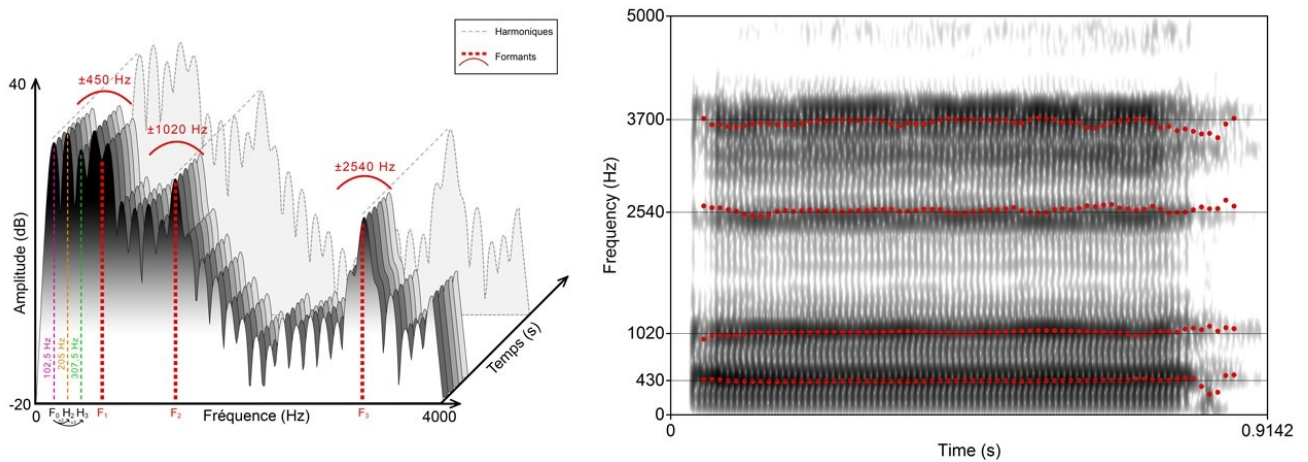 Harmoniques
Formants
40
±450 Hz
±1020 Hz
±2540 Hz
Amplitude (dB)
102.5 Hz
205 Hz
307.5 Hz
Temps (s)
-20
0
F₀ H₂ H₃ F₁ F₂ F₃
Fréquence (Hz)
4000
5000
3700
2540
1020
430
0
Frequency (Hz)
0
0.9142
Time (s)